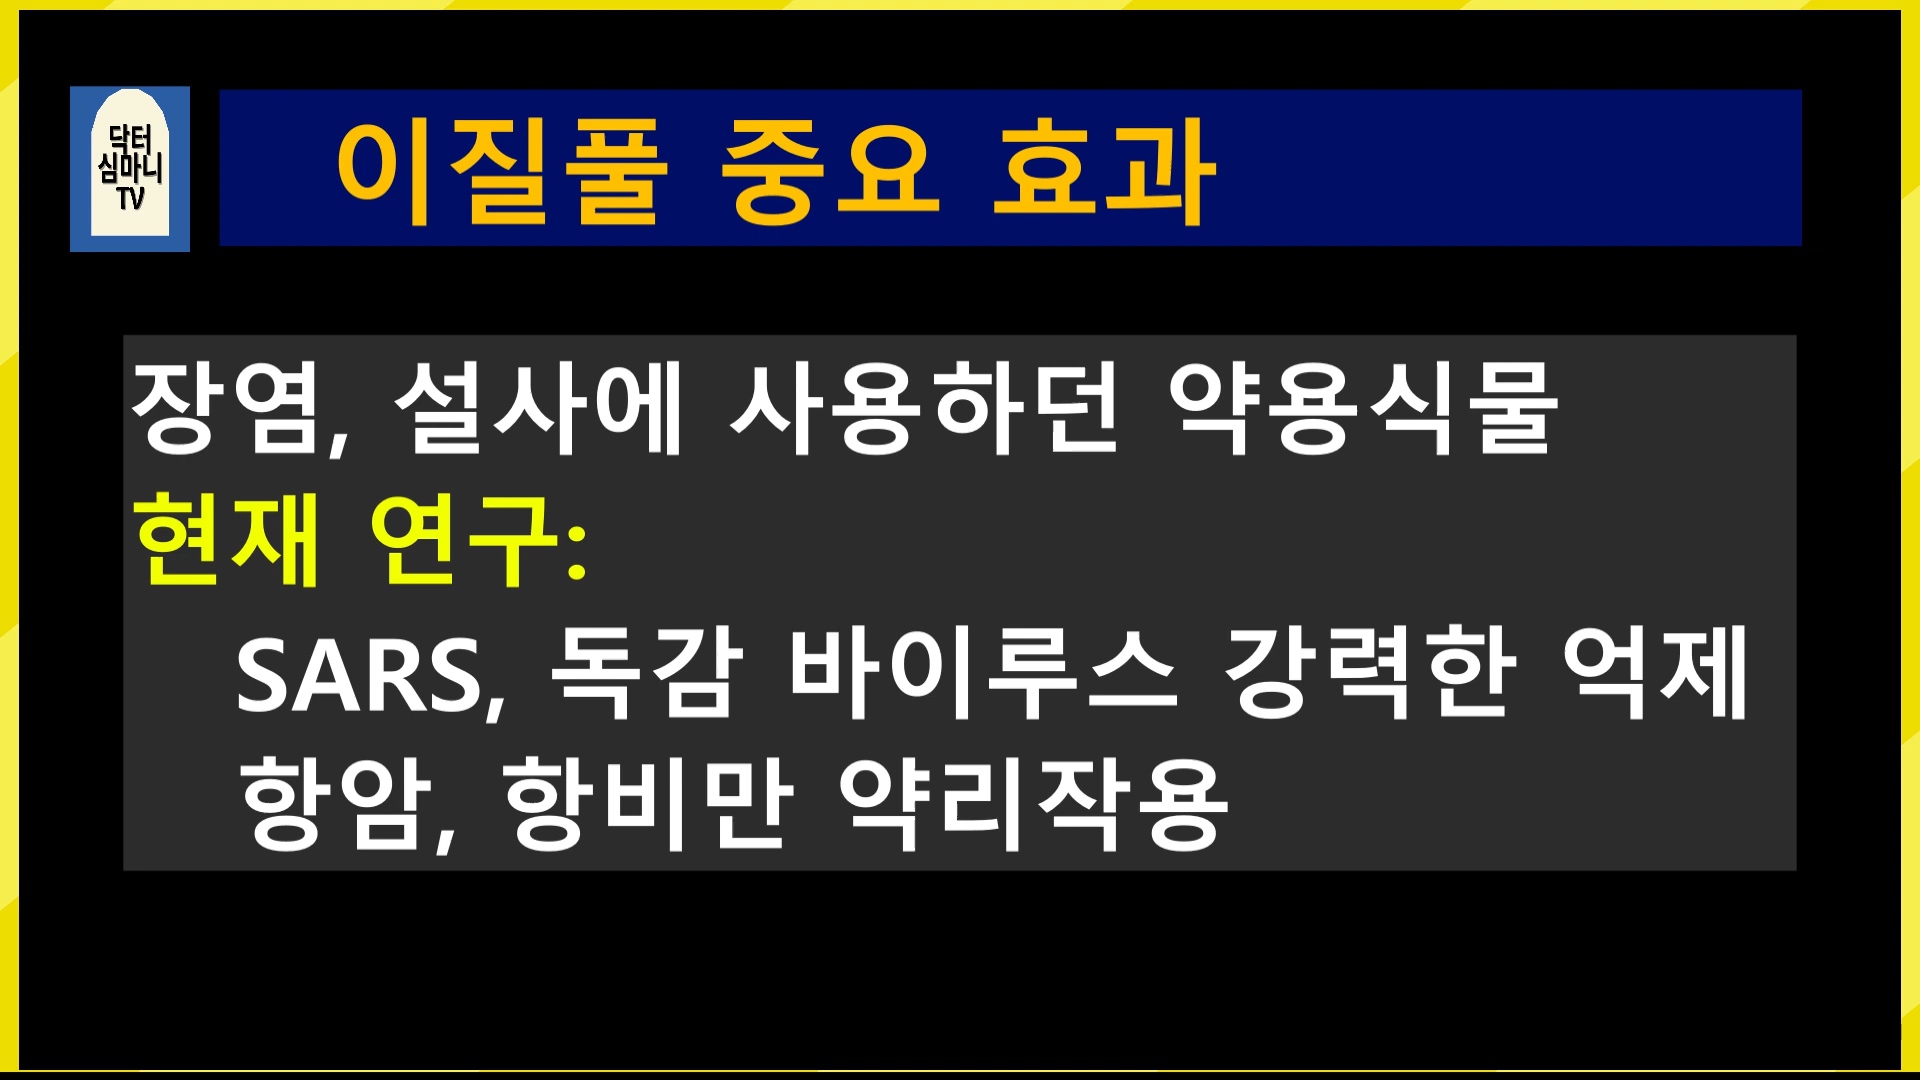 닥터
심마니
TV
이질풀 중요 효과
장염, 설사에 사용하던 약용식물
현재 연구:
SARS, 독감 바이루스 강력한 억제
항암, 항비만 약리작용